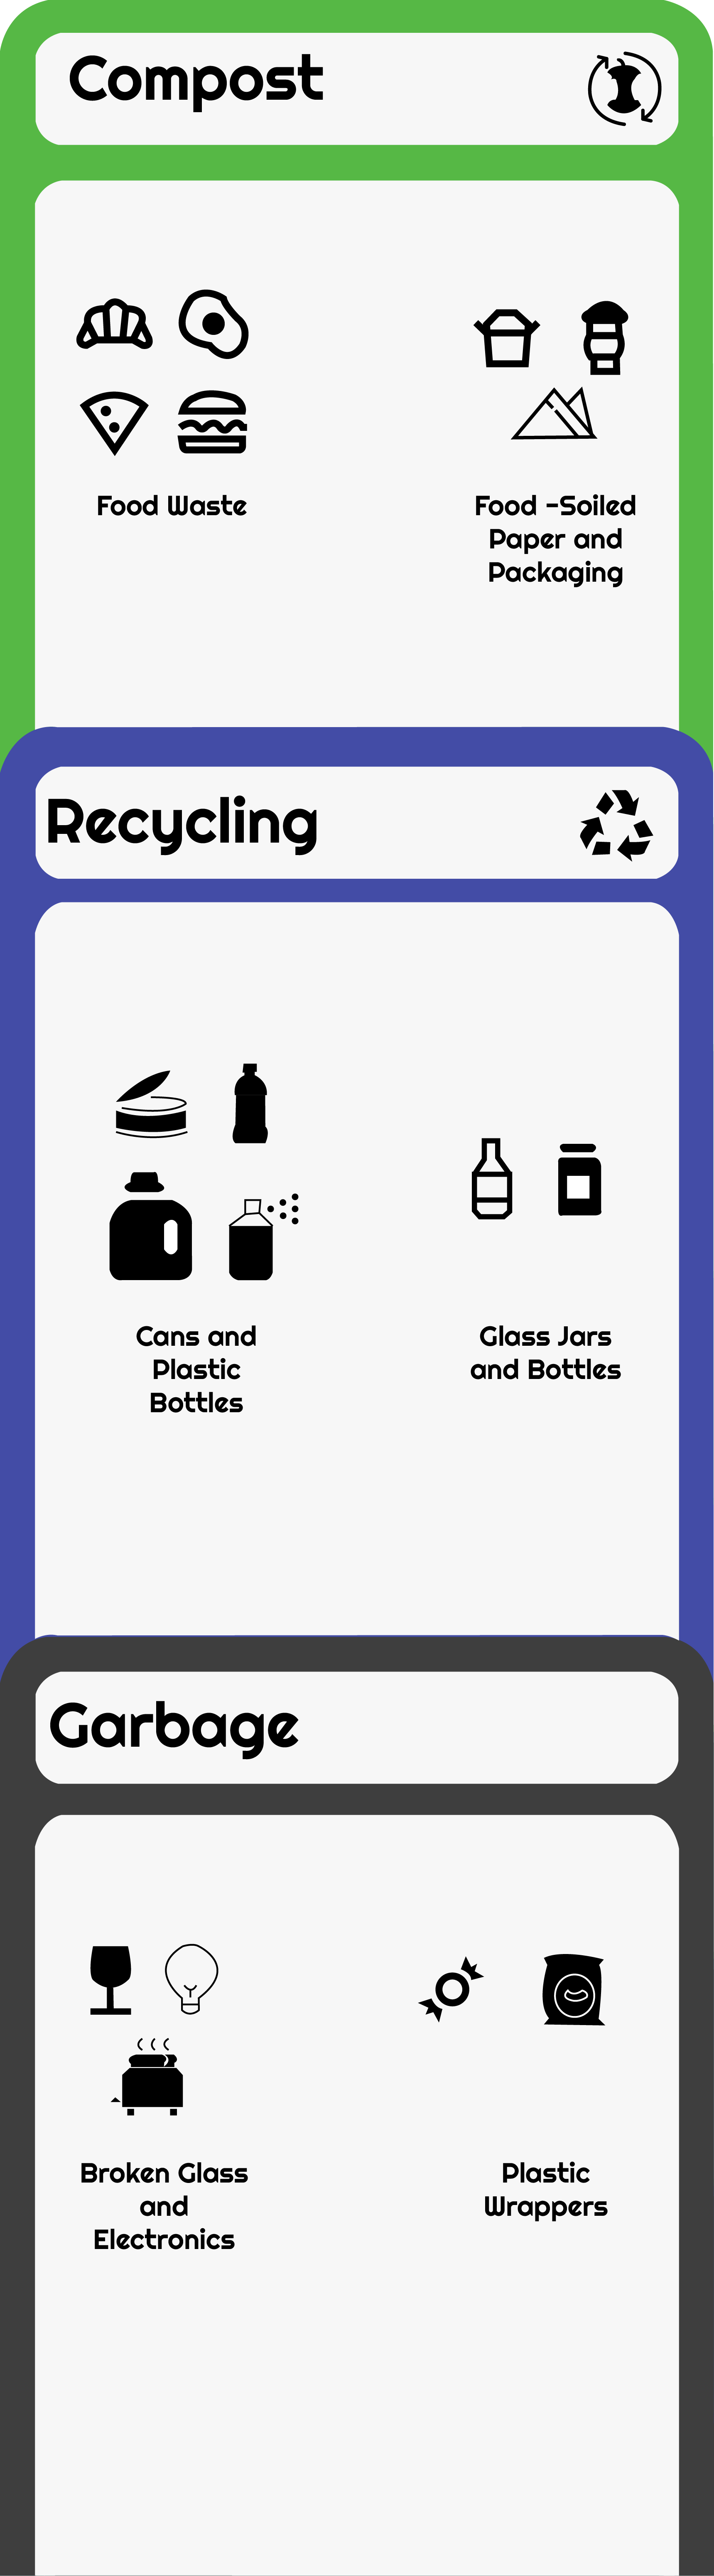 Compost
Food Waste
Food -Soiled
Paper and
Packaging
Recycling
Cans and
Plastic
Bottles
Glass Jars
and Bottles
Garbage
Broken Glass
and
Electronics
Plastic
Wrappers